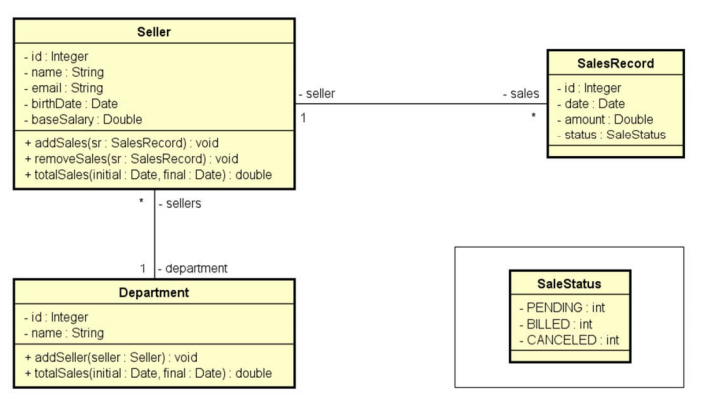 Seller
- id : Integer
- name : String
- email : String
- birthDate : Date
- baseSalary : Double
+ addSales(sr : SalesRecord) : void
+ removeSales(sr : SalesRecord) : void
+ totalSales(initial : Date, final : Date) : double
- seller
1
- sales
*
SalesRecord
- id : Integer
- date : Date
- amount : Double
- status : SaleStatus
* - sellers
1 - department
Department
- id : Integer
- name : String
+ addSeller(seller : Seller) : void
+ totalSales(initial : Date, final : Date) : double
SaleStatus
- PENDING : int
- BILLED : int
- CANCELED : int